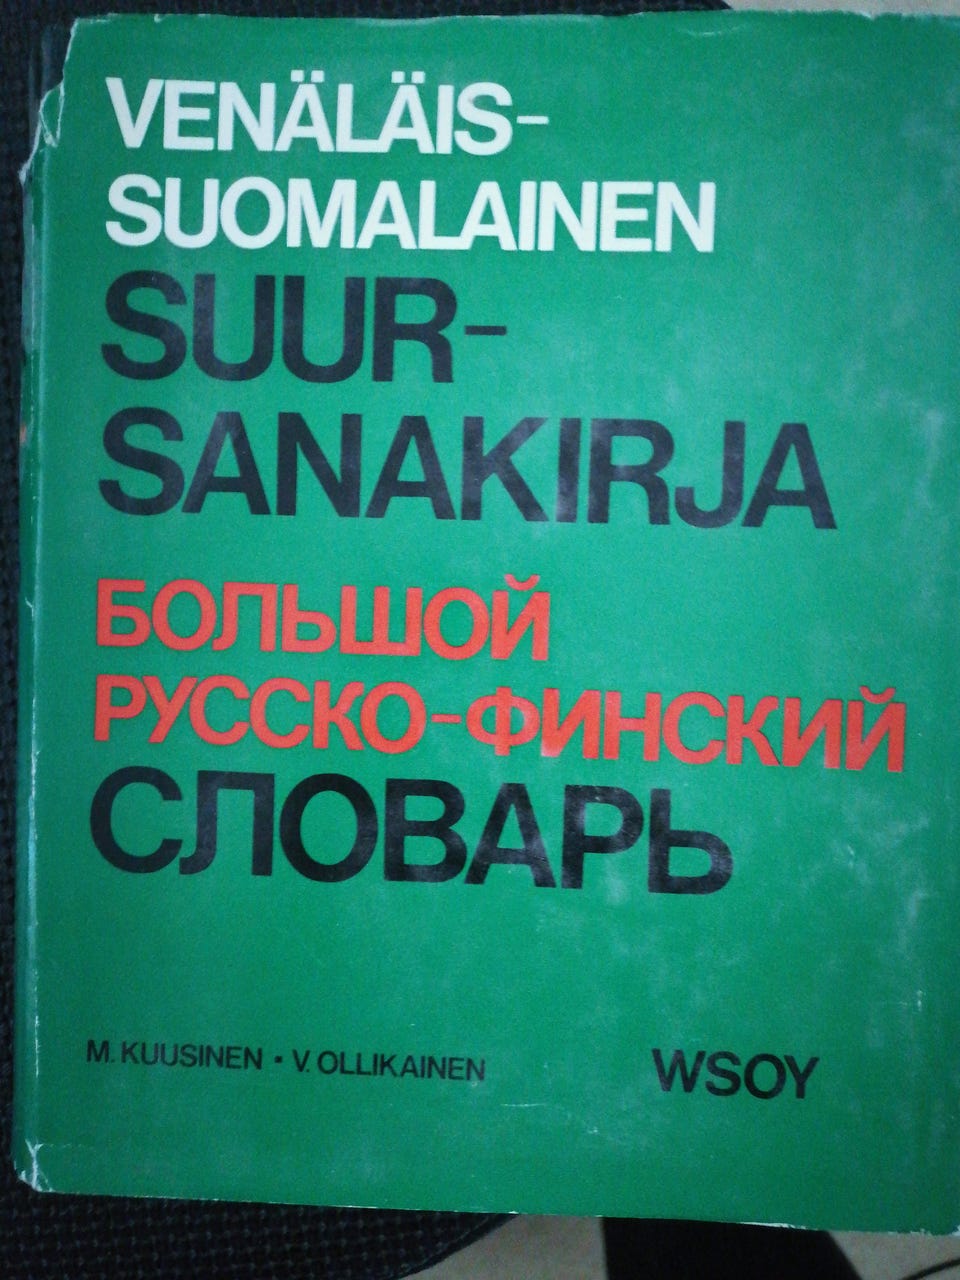 VENÄLÄIS-
SUOMALAINEN
SUUR-
SANAKIRJA
БОЛЬШОЙ
РУССКО-ФИНСКИЙ
СЛОВАРЬ
M. KUUSINEN ▪ V. OLLIKAINEN WSOY